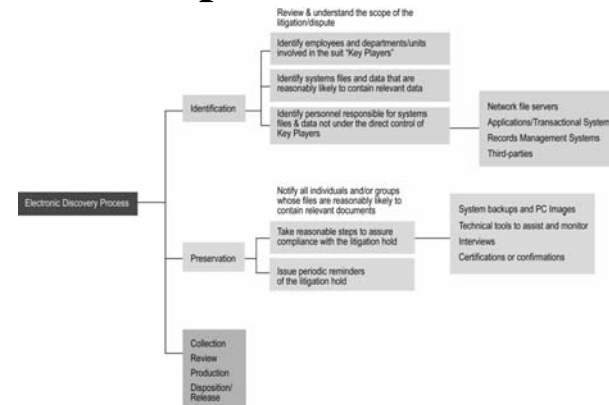 Review & understand the scope of the
litigation/dispute
Identify employees and departments/units
involved in the suit "Key Players"
Identify systems files and data that are
reasonably likely to contain relevant data
Identification
Identify personnel responsible for systems
files & data not under the direct control of
Key Players
Network file servers
Applications/Transactional System
Records Management Systems
Third-parties
Electronic Discovery Process
Notify all individuals and/or groups
whose files are reasonably likely to
contain relevant documents
Take reasonable steps to assure
compliance with the litigation hold
System backups and PC Images
Technical tools to assist and monitor
Interviews
Certifications or confirmations
Preservation
Issue periodic reminders
of the litigation hold
Collection
Review
Production
Disposition/
Release